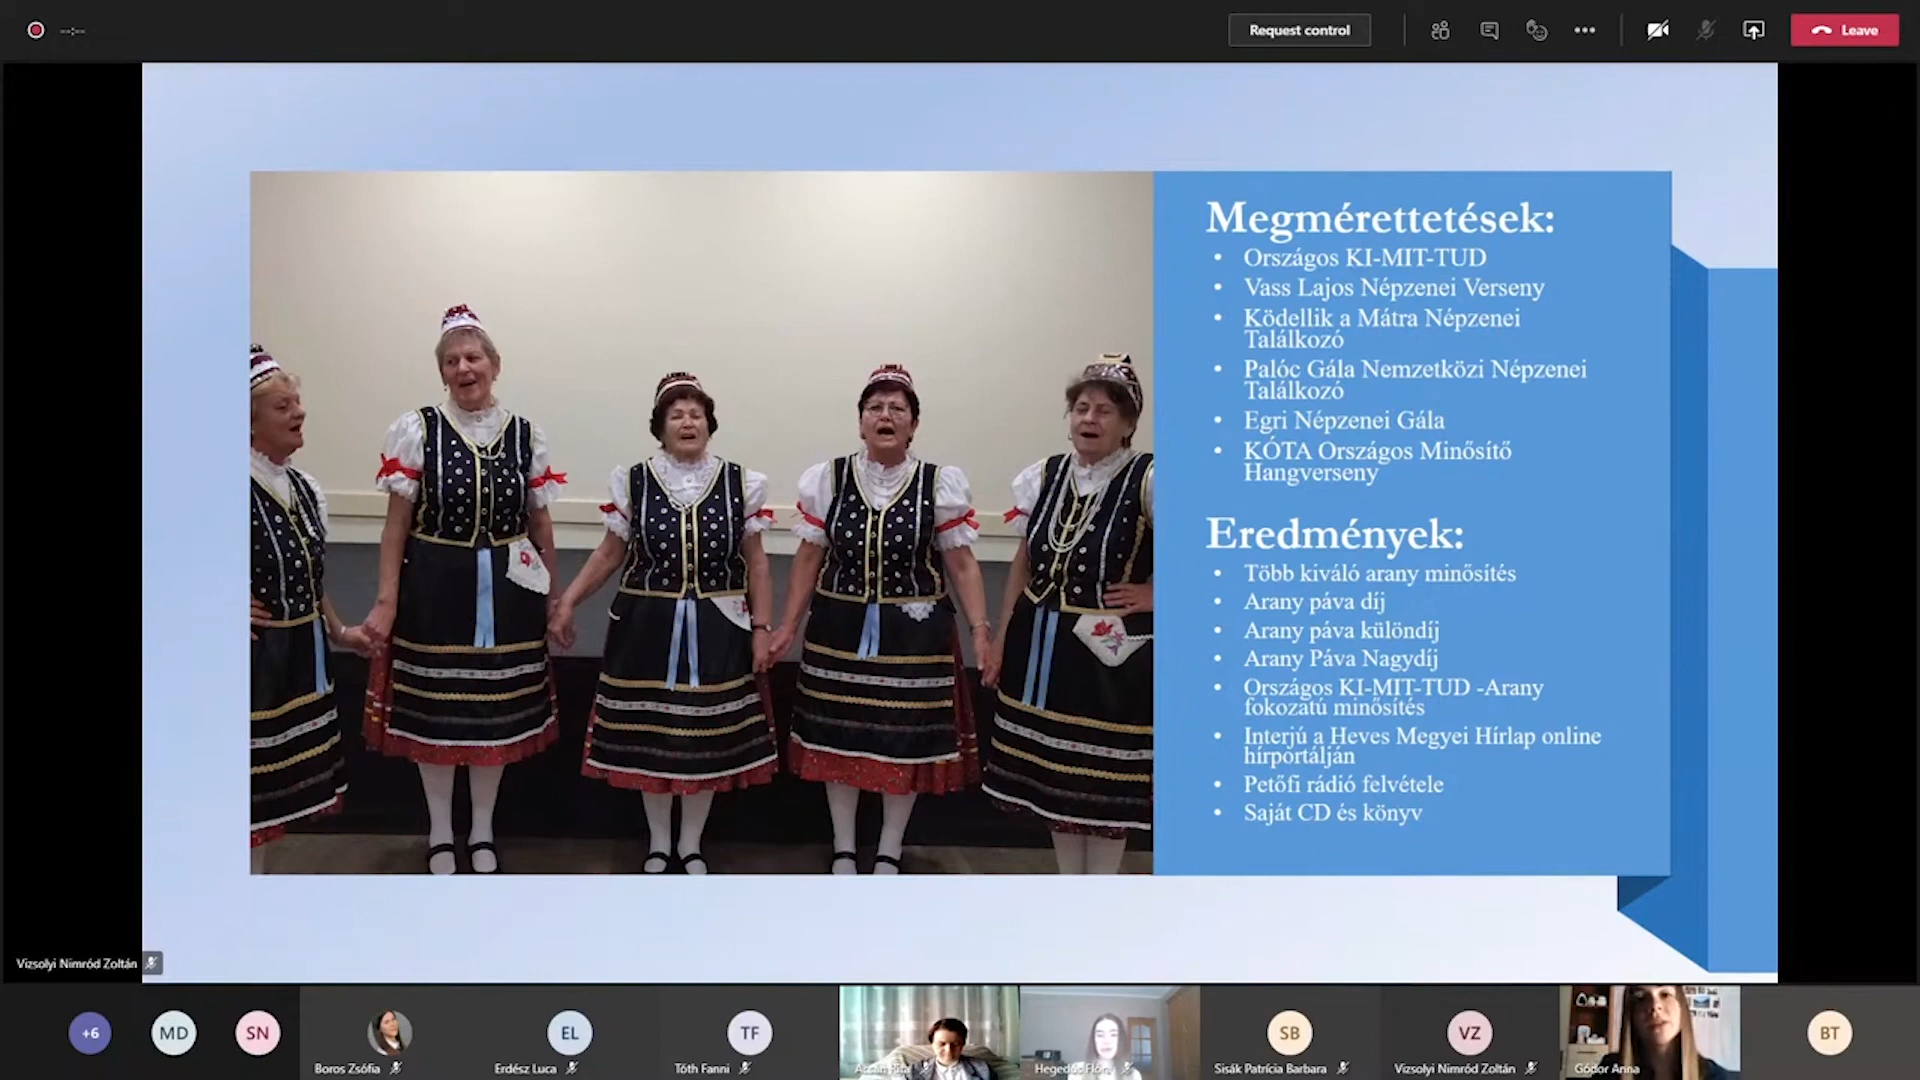 --:--
Request control
Leave
Megmérettetések:
• Országos KI-MIT-TUD
• Vass Lajos Népzenei Verseny
• Ködellik a Mátra Népzenei
Találkozó
• Palóc Gála Nemzetközi Népzenei
Találkozó
• Egri Népzenei Gála
• KÓTA Országos Minősítő
Hangverseny
Eredmények:
• Több kiváló arany minősítés
• Arany páva díj
• Arany páva különdíj
• Arany Páva Nagydíj
• Országos KI-MIT-TUD -Arany
fokozatú minősítés
• Interjú a Heves Megyei Hírlap online
hírportálján
• Petőfi rádió felvétele
• Saját CD és könyv
Vizsolyi Nimród Zoltán
+6
MD
SN
Boros Zsófia
EL
Erdész Luca
TF
Tóth Fanni
Hegedűs
SB
Sisák Patrícia Barbara
VZ
Vizsolyi Nimród Zoltán
Gódor Anna
BT